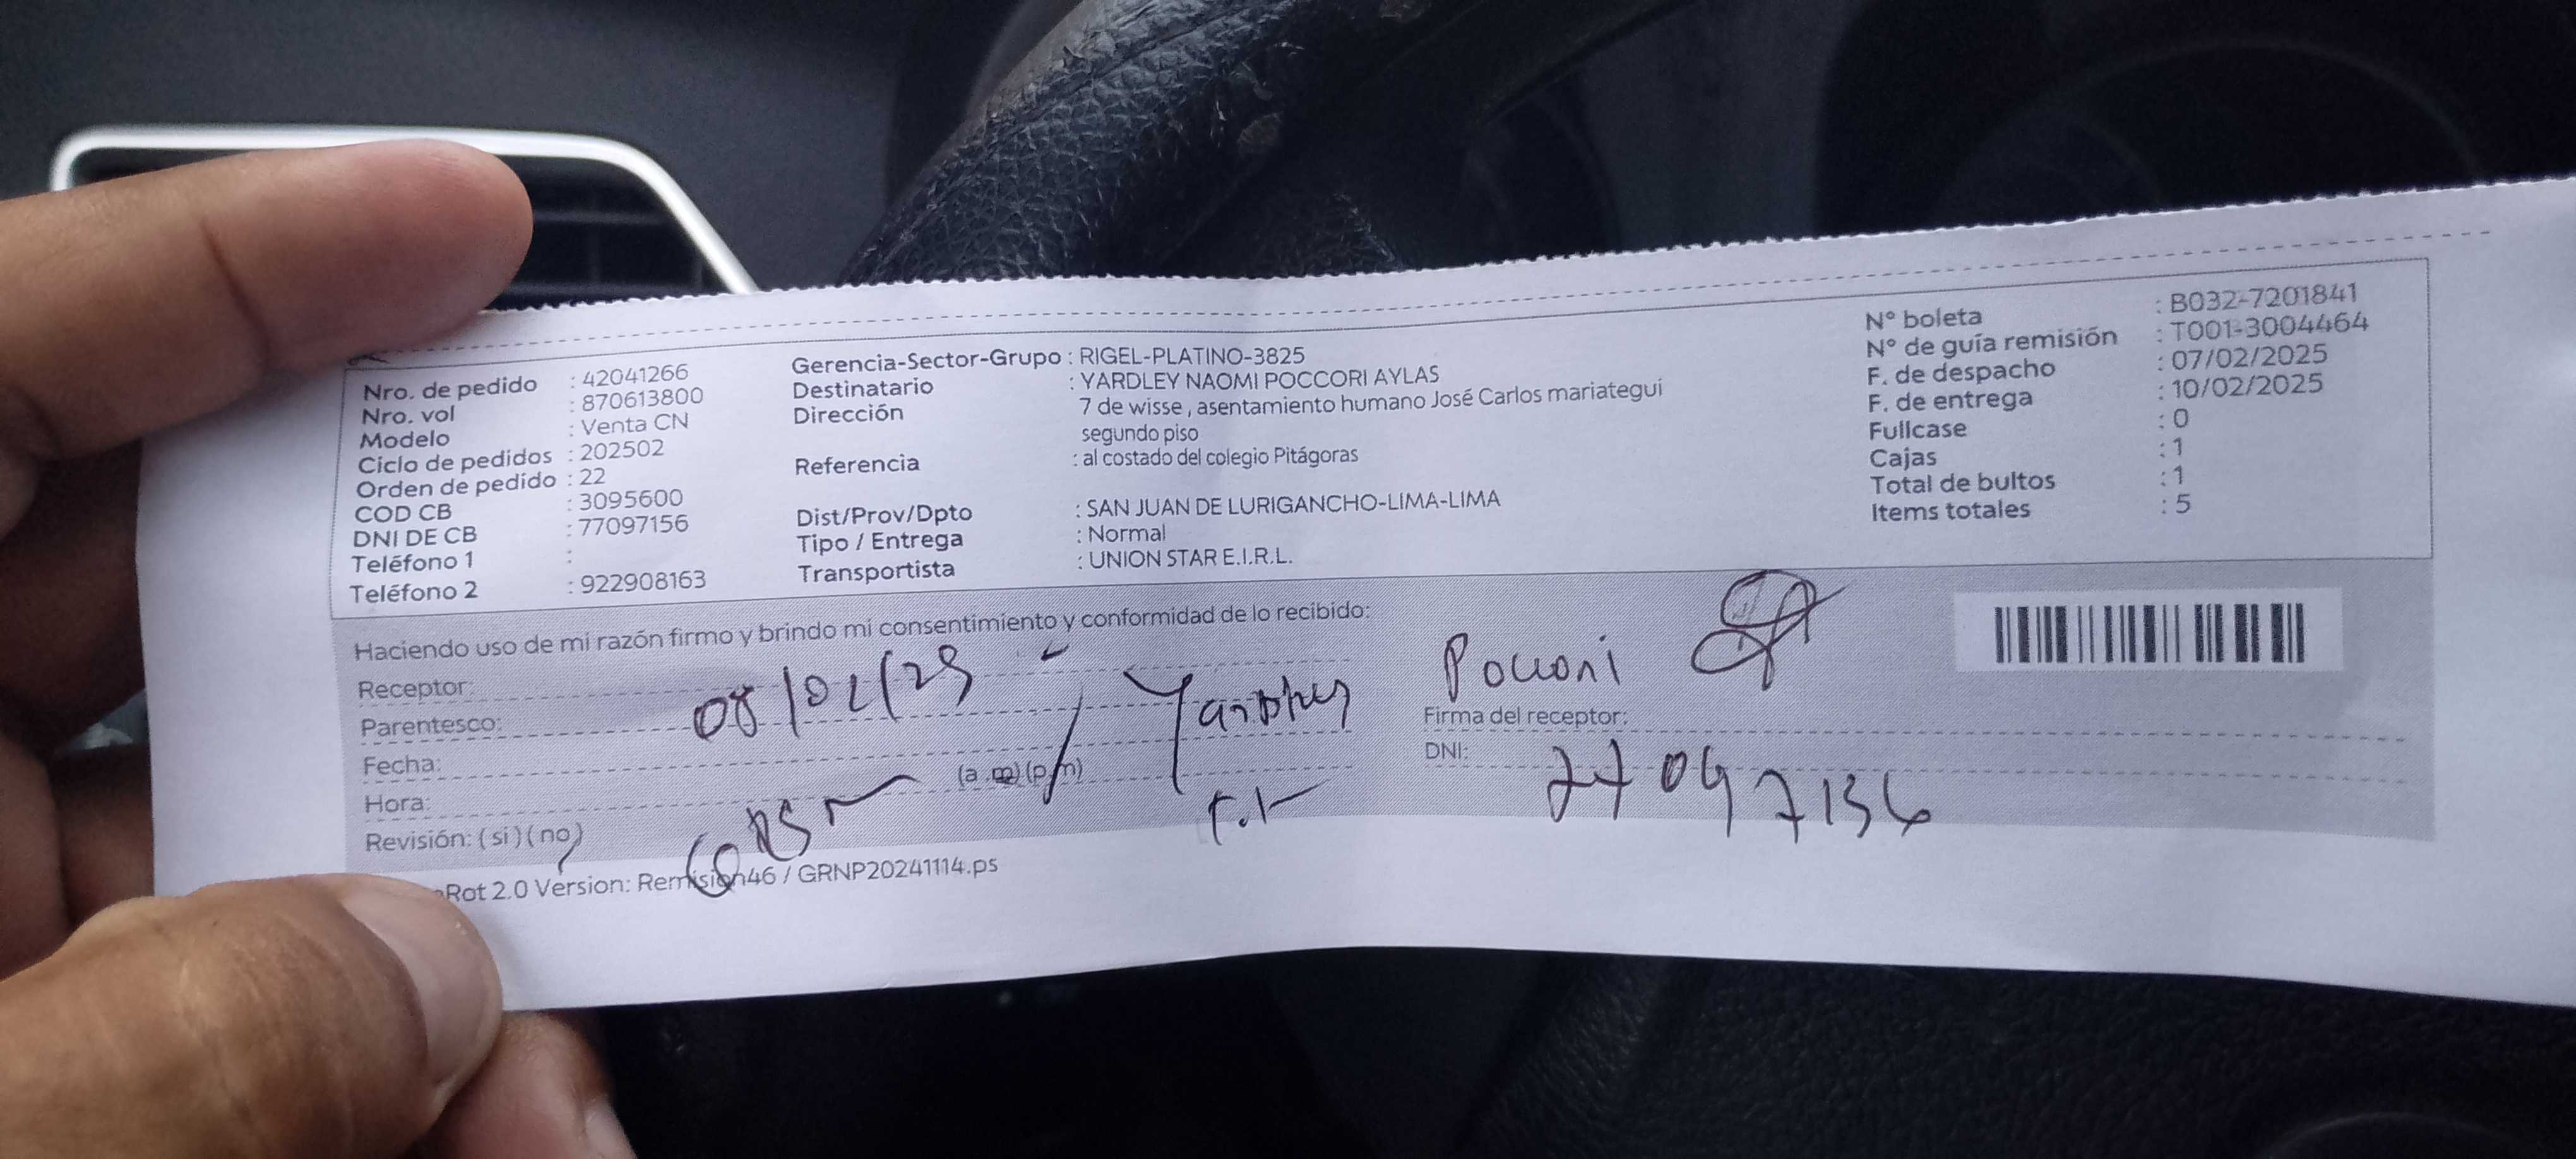 Nro. de pedido : 42041266
Nro. vol : 870613800
Modelo : Venta CN
Ciclo de pedidos : 202502
Orden de pedido : 22
COD CB : 3095600
DNI DE CB : 77097156
Teléfono 1 :
Teléfono 2 : 922908163
Gerencia-Sector-Grupo : RIGEL-PLATINO-3825
Destinatario : YARDLEY NAOMI POCCORI AYLAS
Dirección 7 de wisse , asentamiento humano José Carlos mariategui
segundo piso
Referencia : al costado del colegio Pitágoras
Dist/Prov/Dpto : SAN JUAN DE LURIGANCHO-LIMA-LIMA
Tipo / Entrega : Normal
Transportista : UNION STAR E.I.R.L.
N° boleta : B032-7201841
N° de guía remisión : T001-3004464
F. de despacho : 07/02/2025
F. de entrega : 10/02/2025
Fullcase : 0
Cajas : 1
Total de bultos : 1
Items totales : 5
Haciendo uso de mi razón firmo y brindo mi consentimiento y conformidad de lo recibido:
Receptor:
Parentesco: 08/02/25
Fecha:
Hora: (a.m) (p.m)
Revisión: (si) (no)
Yardley Poccori
Firma del receptor:
DNI: 77097156
Rot 2.0 Version: Remision46 / GRNP20241114.ps